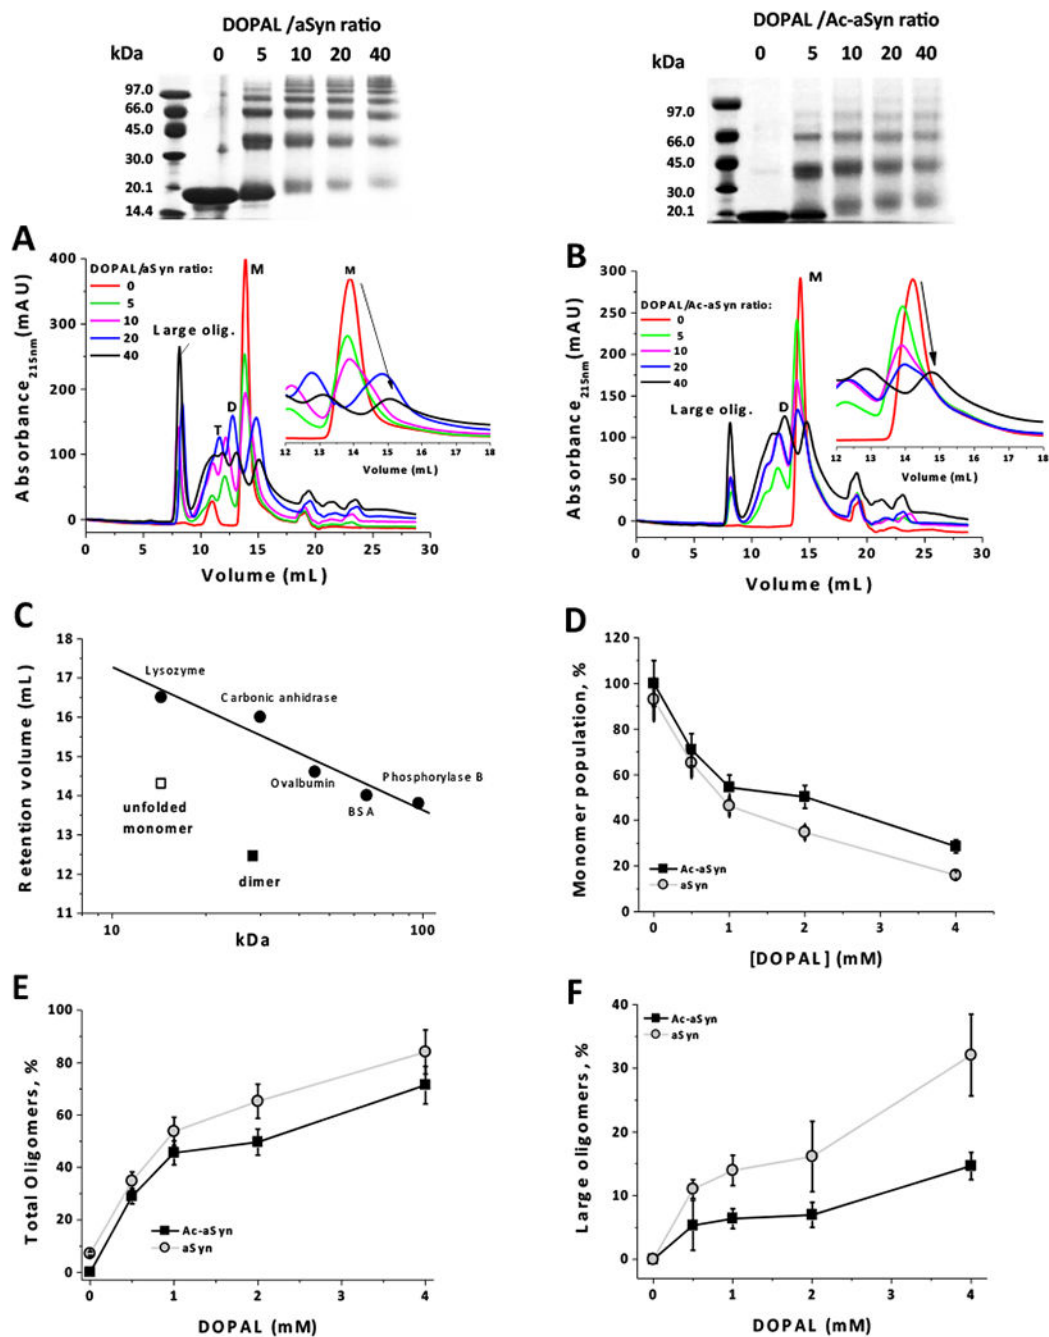 DOPAL /aSyn ratio
kDa 0 5 10 20 40
97.0
66.0
45.0
30.0
20.1
14.4
DOPAL/Ac-aSyn ratio
kDa 0 5 10 20 40
97.0
66.0
45.0
30.0
20.1
A
DOPAL/aSyn ratio:
0
5
10
20
40
Large olig.
T
D
M
M
Absorbance215nm(mAU)
400
300
200
100
0
0 5 10 15 20 25 30
Volume (mL)
12 13 14 15 16 17 18
Volume (mL)
B
DOPAL/Ac-aSyn ratio:
0
5
10
20
40
Large olig.
D
M
Absorbance215nm(mAU)
300
250
200
150
100
50
0
0 5 10 15 20 25 30
Volume (mL)
12 13 14 15 16 17 18
Volume (mL)
C
Retention volume (mL)
18
17
16
15
14
13
12
11
Lysozyme
Carbonic anhidrase
Ovalbumin
BSA
Phosphorylase B
unfolded
monomer
dimer
10 100
kDa
D
Monomer population, %
120
100
80
60
40
20
0
Ac-aSyn
aSyn
0 1 2 3 4
[DOPAL] (mM)
E
Total Oligomers, %
100
80
60
40
20
0
Ac-aSyn
aSyn
0 1 2 3 4
DOPAL (mM)
F
Large oligomers, %
40
30
20
10
0
Ac-aSyn
aSyn
0 1 2 3 4
DOPAL (mM)